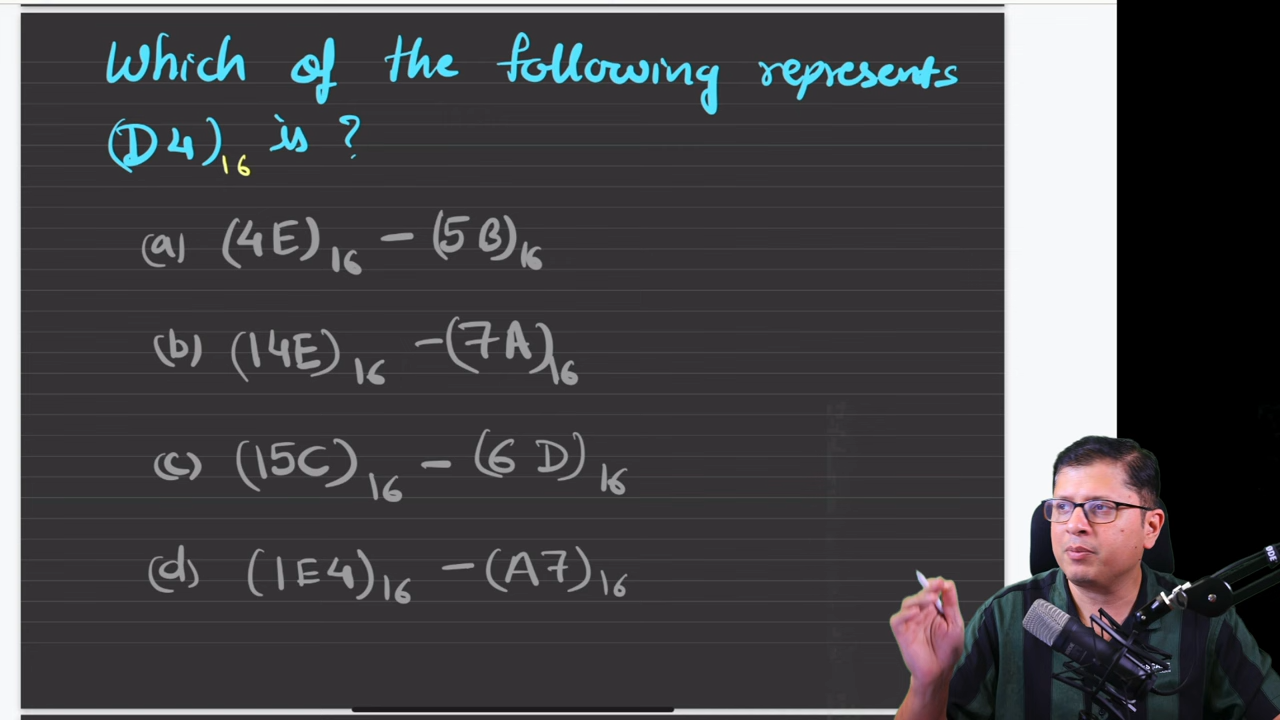 Which of the following represents
(D4)₁₆ is ?
(a) (4E)₁₆ − (5B)₁₆
(b) (14E)₁₆ − (7A)₁₆
(c) (15C)₁₆ − (6D)₁₆
(d) (1E4)₁₆ − (A7)₁₆